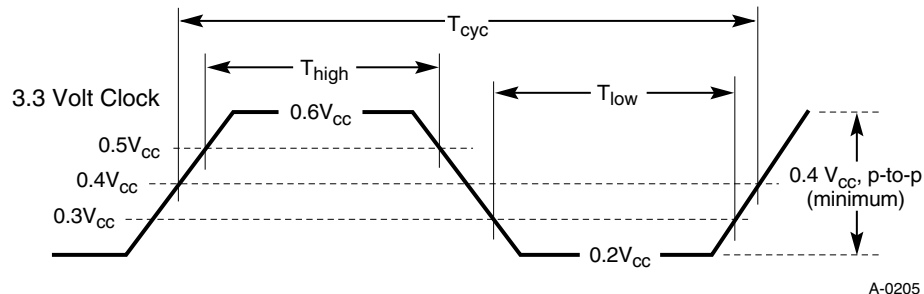 T_cyc
T_high
T_low
3.3 Volt Clock
0.6V_cc
0.5V_cc
0.4V_cc
0.4 V_cc, p-to-p
(minimum)
0.3V_cc
0.2V_cc
A-0205